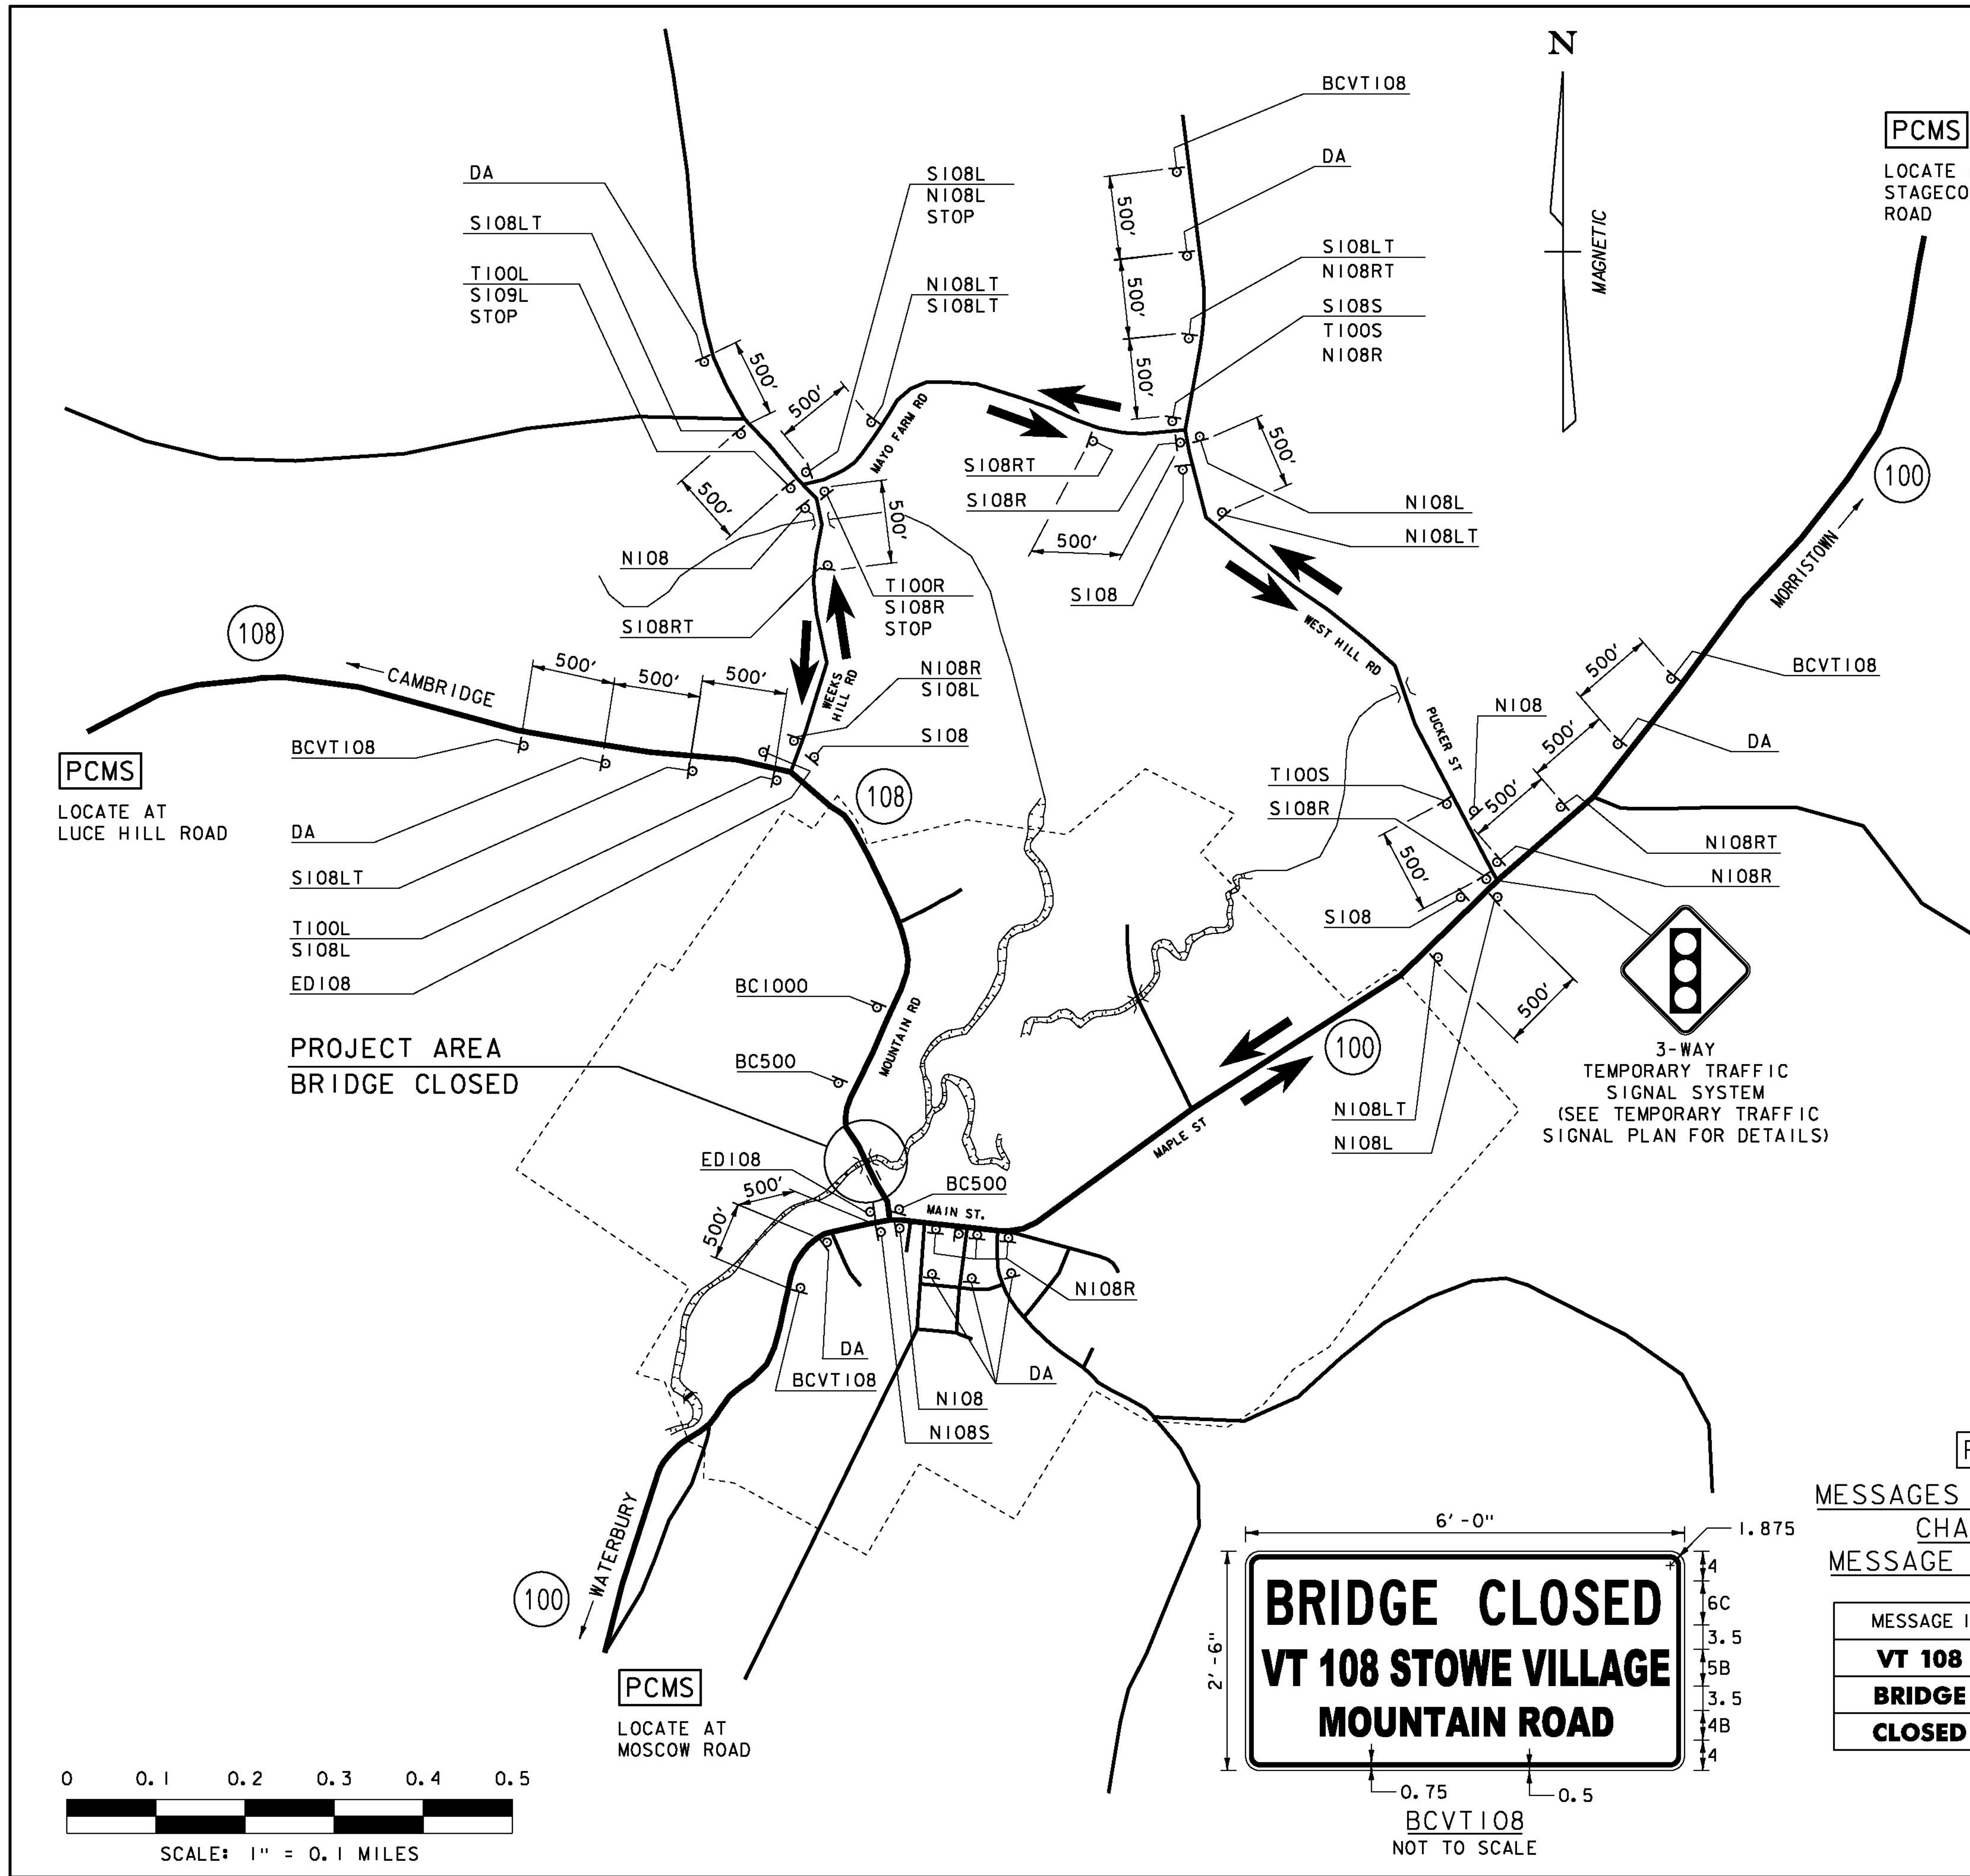 N
MAGNETIC
PCMS
LOCATE
STAGECO
ROAD
BCVT108
DA
DA
S108LT
T100L
S109L
STOP
S108L
N108L
STOP
N108LT
S108LT
S108LT
N108RT
S108S
T100S
N108R
500'
500'
500'
500'
500'
500'
500'
MAYO FARM RD
S108RT
S108R
500'
S108
500'
N108L
N108LT
100
MORRISTOWN
N108
S108RT
T100R
S108R
STOP
WEST HILL RD
108
CAMBRIDGE
500'
500'
500'
WEEKS
HILL RD
N108R
S108L
S108
PUCKER ST
N108
500'
500'
500'
BCVT108
DA
BCVT108
PCMS
LOCATE AT
LUCE HILL ROAD
DA
S108LT
T100L
S108L
ED108
108
T100S
S108R
500'
S108
N108RT
N108R
500'
3-WAY
TEMPORARY TRAFFIC
SIGNAL SYSTEM
(SEE TEMPORARY TRAFFIC
SIGNAL PLAN FOR DETAILS)
PROJECT AREA
BRIDGE CLOSED
BC1000
BC500
MOUNTAIN RD
100
N108LT
N108L
MAPLE ST
ED108
500'
500'
BC500
MAIN ST.
N108R
DA
BCVT108
DA
N108
N108S
WATERBURY
100
PCMS
LOCATE AT
MOSCOW ROAD
6'-0"
1.875
2'-6"
BRIDGE CLOSED
VT 108 STOWE VILLAGE
MOUNTAIN ROAD
4
6C
3.5
5B
3.5
4B
4
0.75
0.5
BCVT108
NOT TO SCALE
MESSAGES
CHA
MESSAGE
MESSAGE 1
VT 108
BRIDGE
CLOSED
0 0.1 0.2 0.3 0.4 0.5
SCALE: 1" = 0.1 MILES